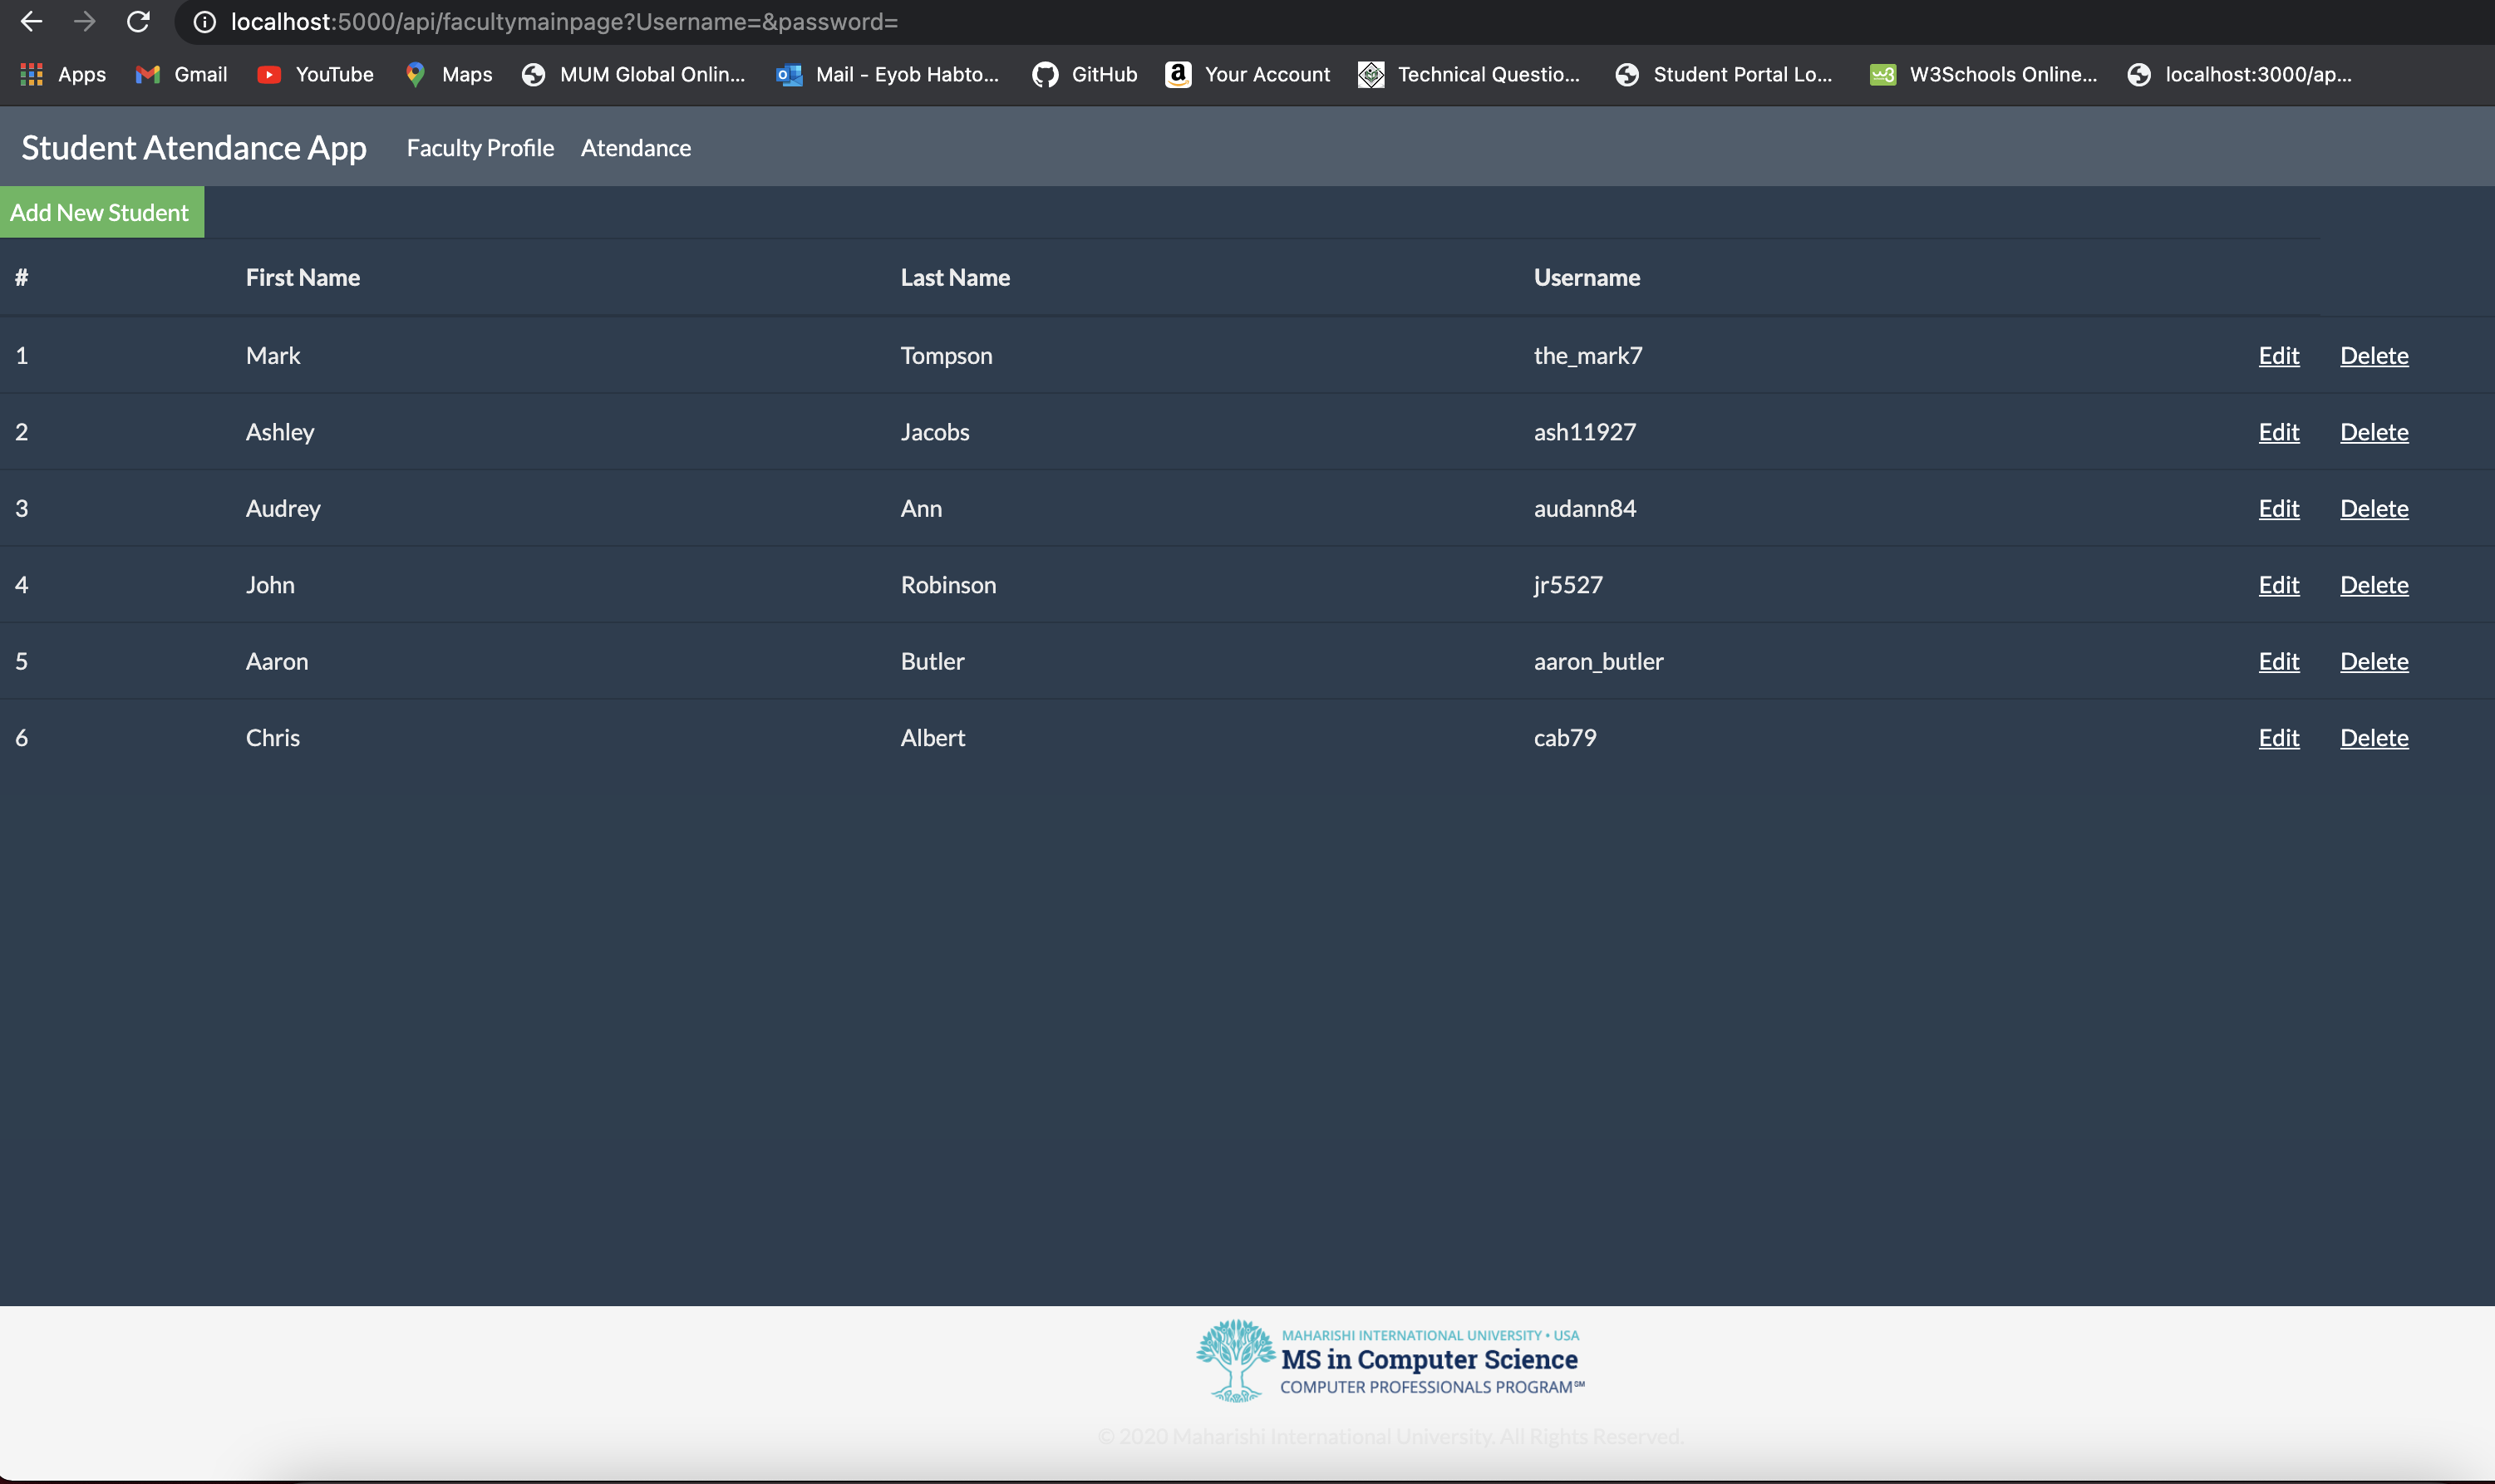 localhost:5000/api/facultymainpage?Username=&password=
Apps Gmail YouTube Maps MUM Global Onlin... Mail - Eyob Habto... GitHub Your Account Technical Questio... Student Portal Lo... W3Schools Online... localhost:3000/ap...
Student Atendance App Faculty Profile Atendance
Add New Student
# First Name Last Name Username
1 Mark Tompson the_mark7 Edit Delete
2 Ashley Jacobs ash11927 Edit Delete
3 Audrey Ann audann84 Edit Delete
4 John Robinson jr5527 Edit Delete
5 Aaron Butler aaron_butler Edit Delete
6 Chris Albert cab79 Edit Delete
MAHARISHI INTERNATIONAL UNIVERSITY • USA
MS in Computer Science
COMPUTER PROFESSIONALS PROGRAM℠
© 2020 Maharishi International University. All Rights Reserved.